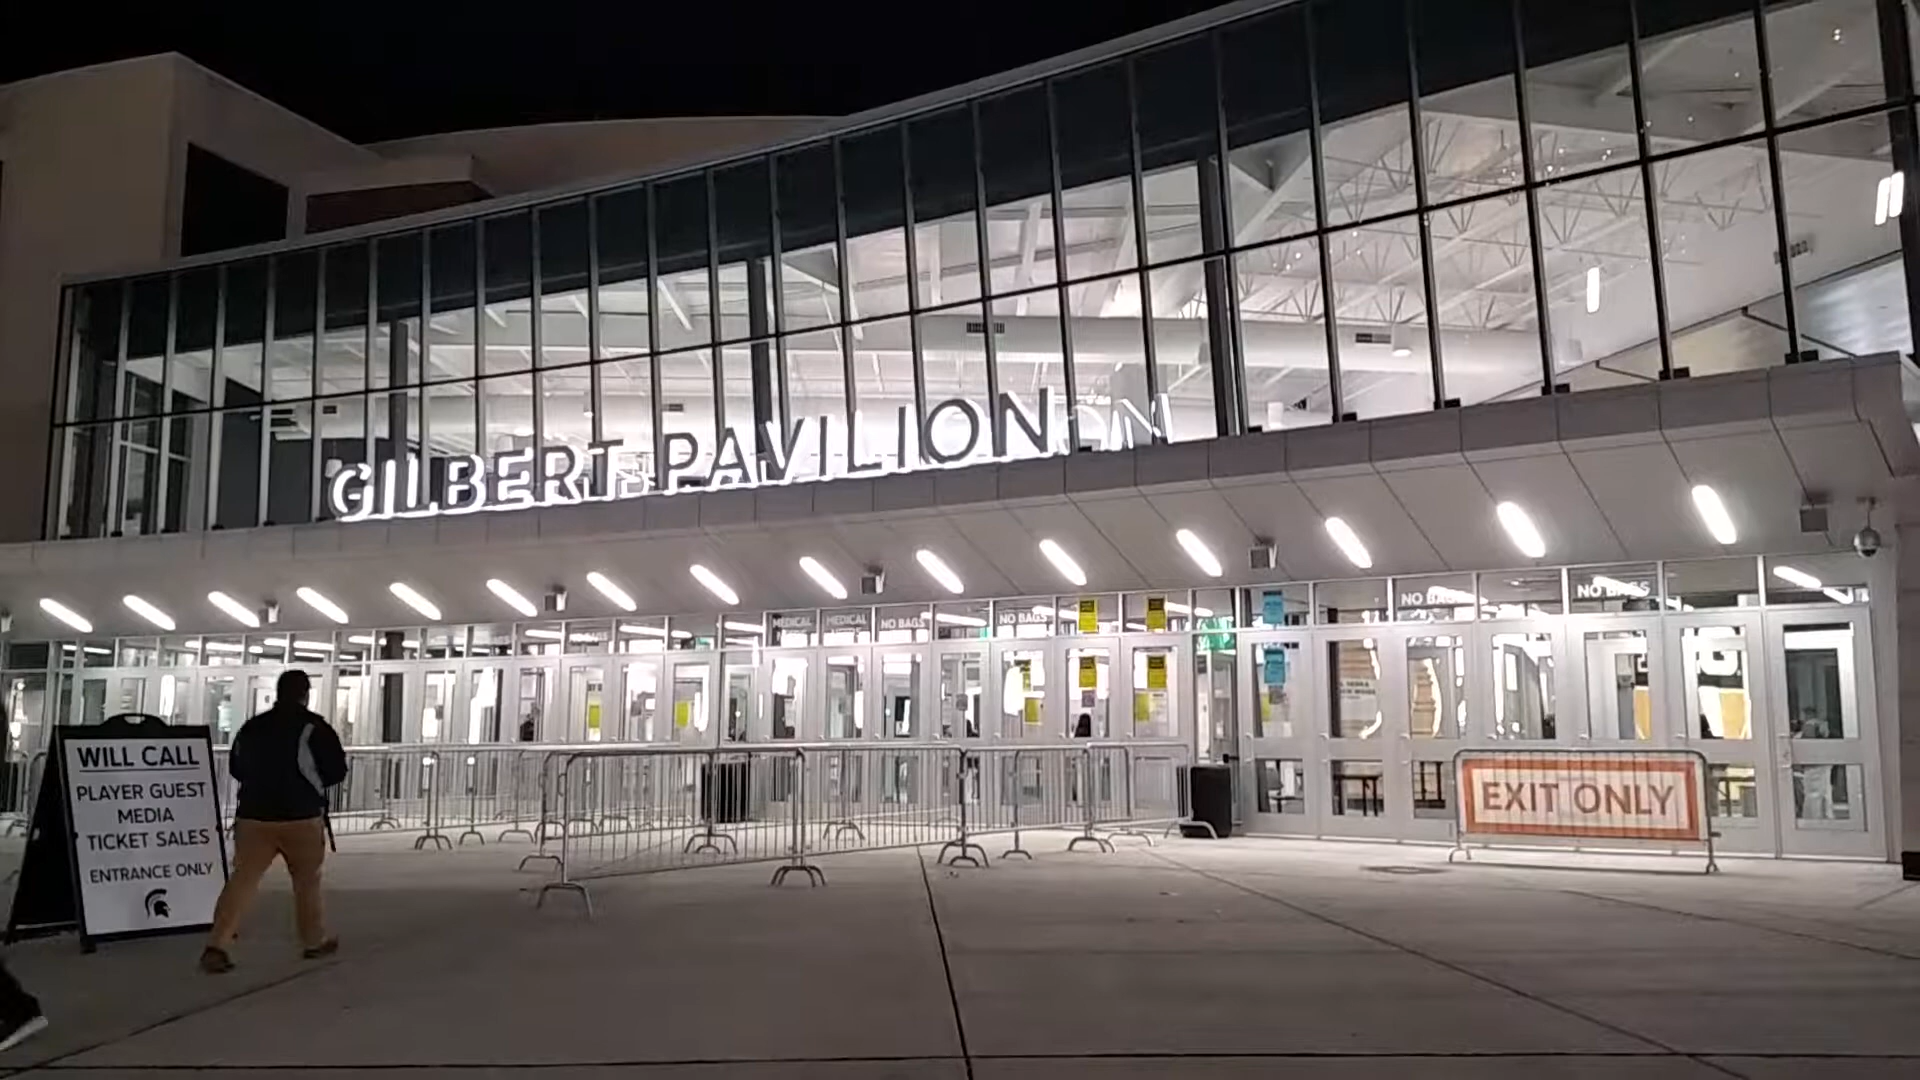 GILBERT PAVILION
MEDICAL
MEDICAL
NO BAGS
NO BAGS
NO BAGS
NO BAGS
WILL CALL
PLAYER GUEST
MEDIA
TICKET SALES
ENTRANCE ONLY
EXIT ONLY